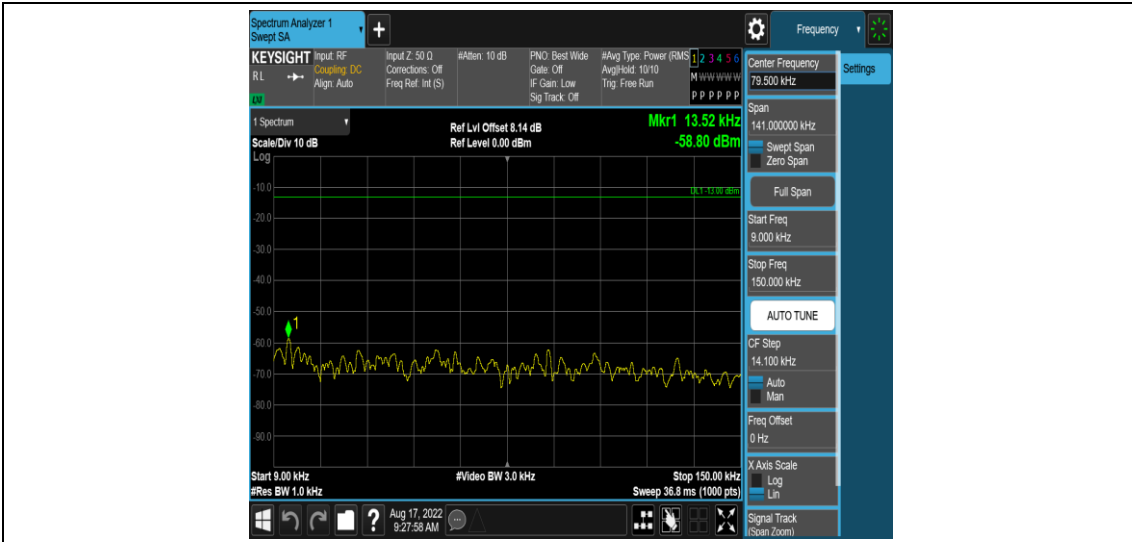 Spectrum Analyzer 1
Swept SA
+
Frequency
KEYSIGHT
RL
LXI
Input: RF
Coupling: DC
Align: Auto
Input Z: 50 Ω
Corrections: Off
Freq Ref: Int (S)
#Atten: 10 dB
PNO: Best Wide
Gate: Off
IF Gain: Low
Sig Track: Off
#Avg Type: Power (RMS
Avg|Hold: 10/10
Trig: Free Run
1 2 3 4 5 6
M W W W W W
P P P P P P
1 Spectrum
Scale/Div 10 dB
Log
Ref Lvl Offset 8.14 dB
Ref Level 0.00 dBm
Mkr1 13.52 kHz
-58.80 dBm
DL1 -13.00 dBm
-10.0
-20.0
-30.0
-40.0
-50.0
-60.0
-70.0
-80.0
-90.0
1
Start 9.00 kHz
#Res BW 1.0 kHz
#Video BW 3.0 kHz
Stop 150.00 kHz
Sweep 36.8 ms (1000 pts)
Center Frequency
79.500 kHz
Settings
Span
141.000000 kHz
Swept Span
Zero Span
Full Span
Start Freq
9.000 kHz
Stop Freq
150.000 kHz
AUTO TUNE
CF Step
14.100 kHz
Auto
Man
Freq Offset
0 Hz
X Axis Scale
Log
Lin
Signal Track
(Span Zoom)
?
Aug 17, 2022
9:27:58 AM